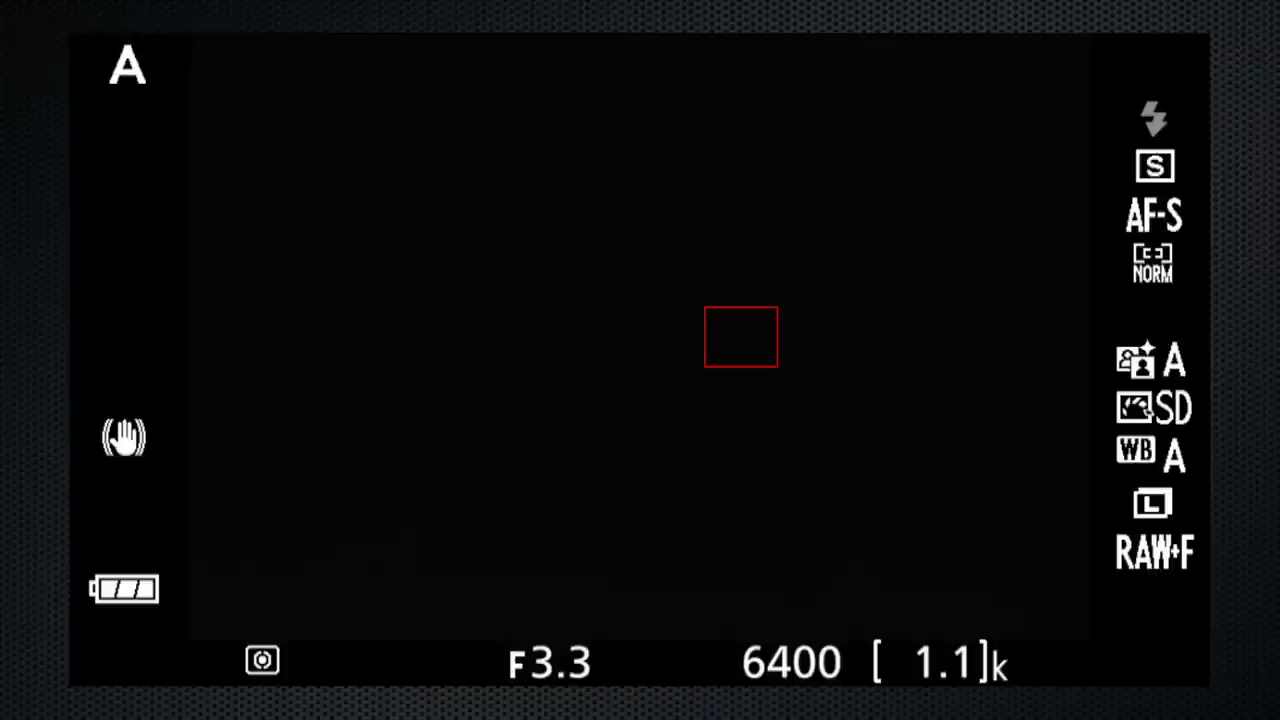 A
S
AF-S
NORM
A
SD
WB A
L
RAW+F
F3.3 6400 [ 1.1]k